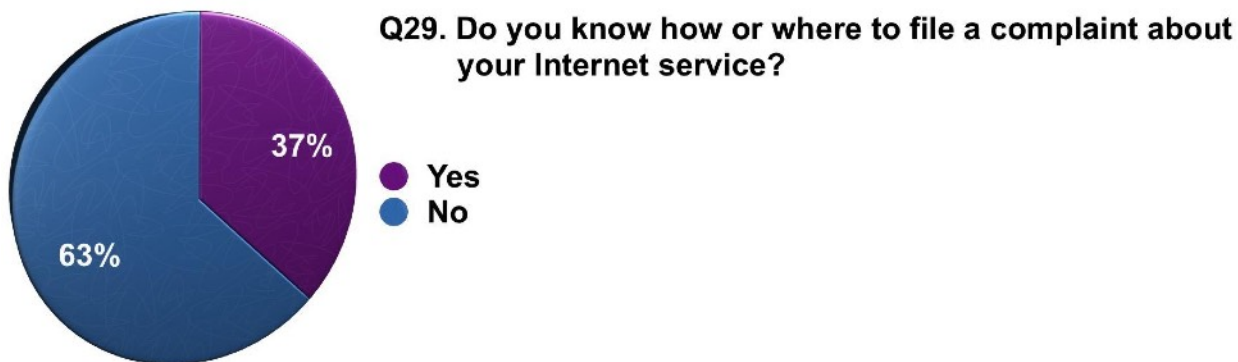 Q29. Do you know how or where to file a complaint about
your Internet service?
37%
Yes
No
63%